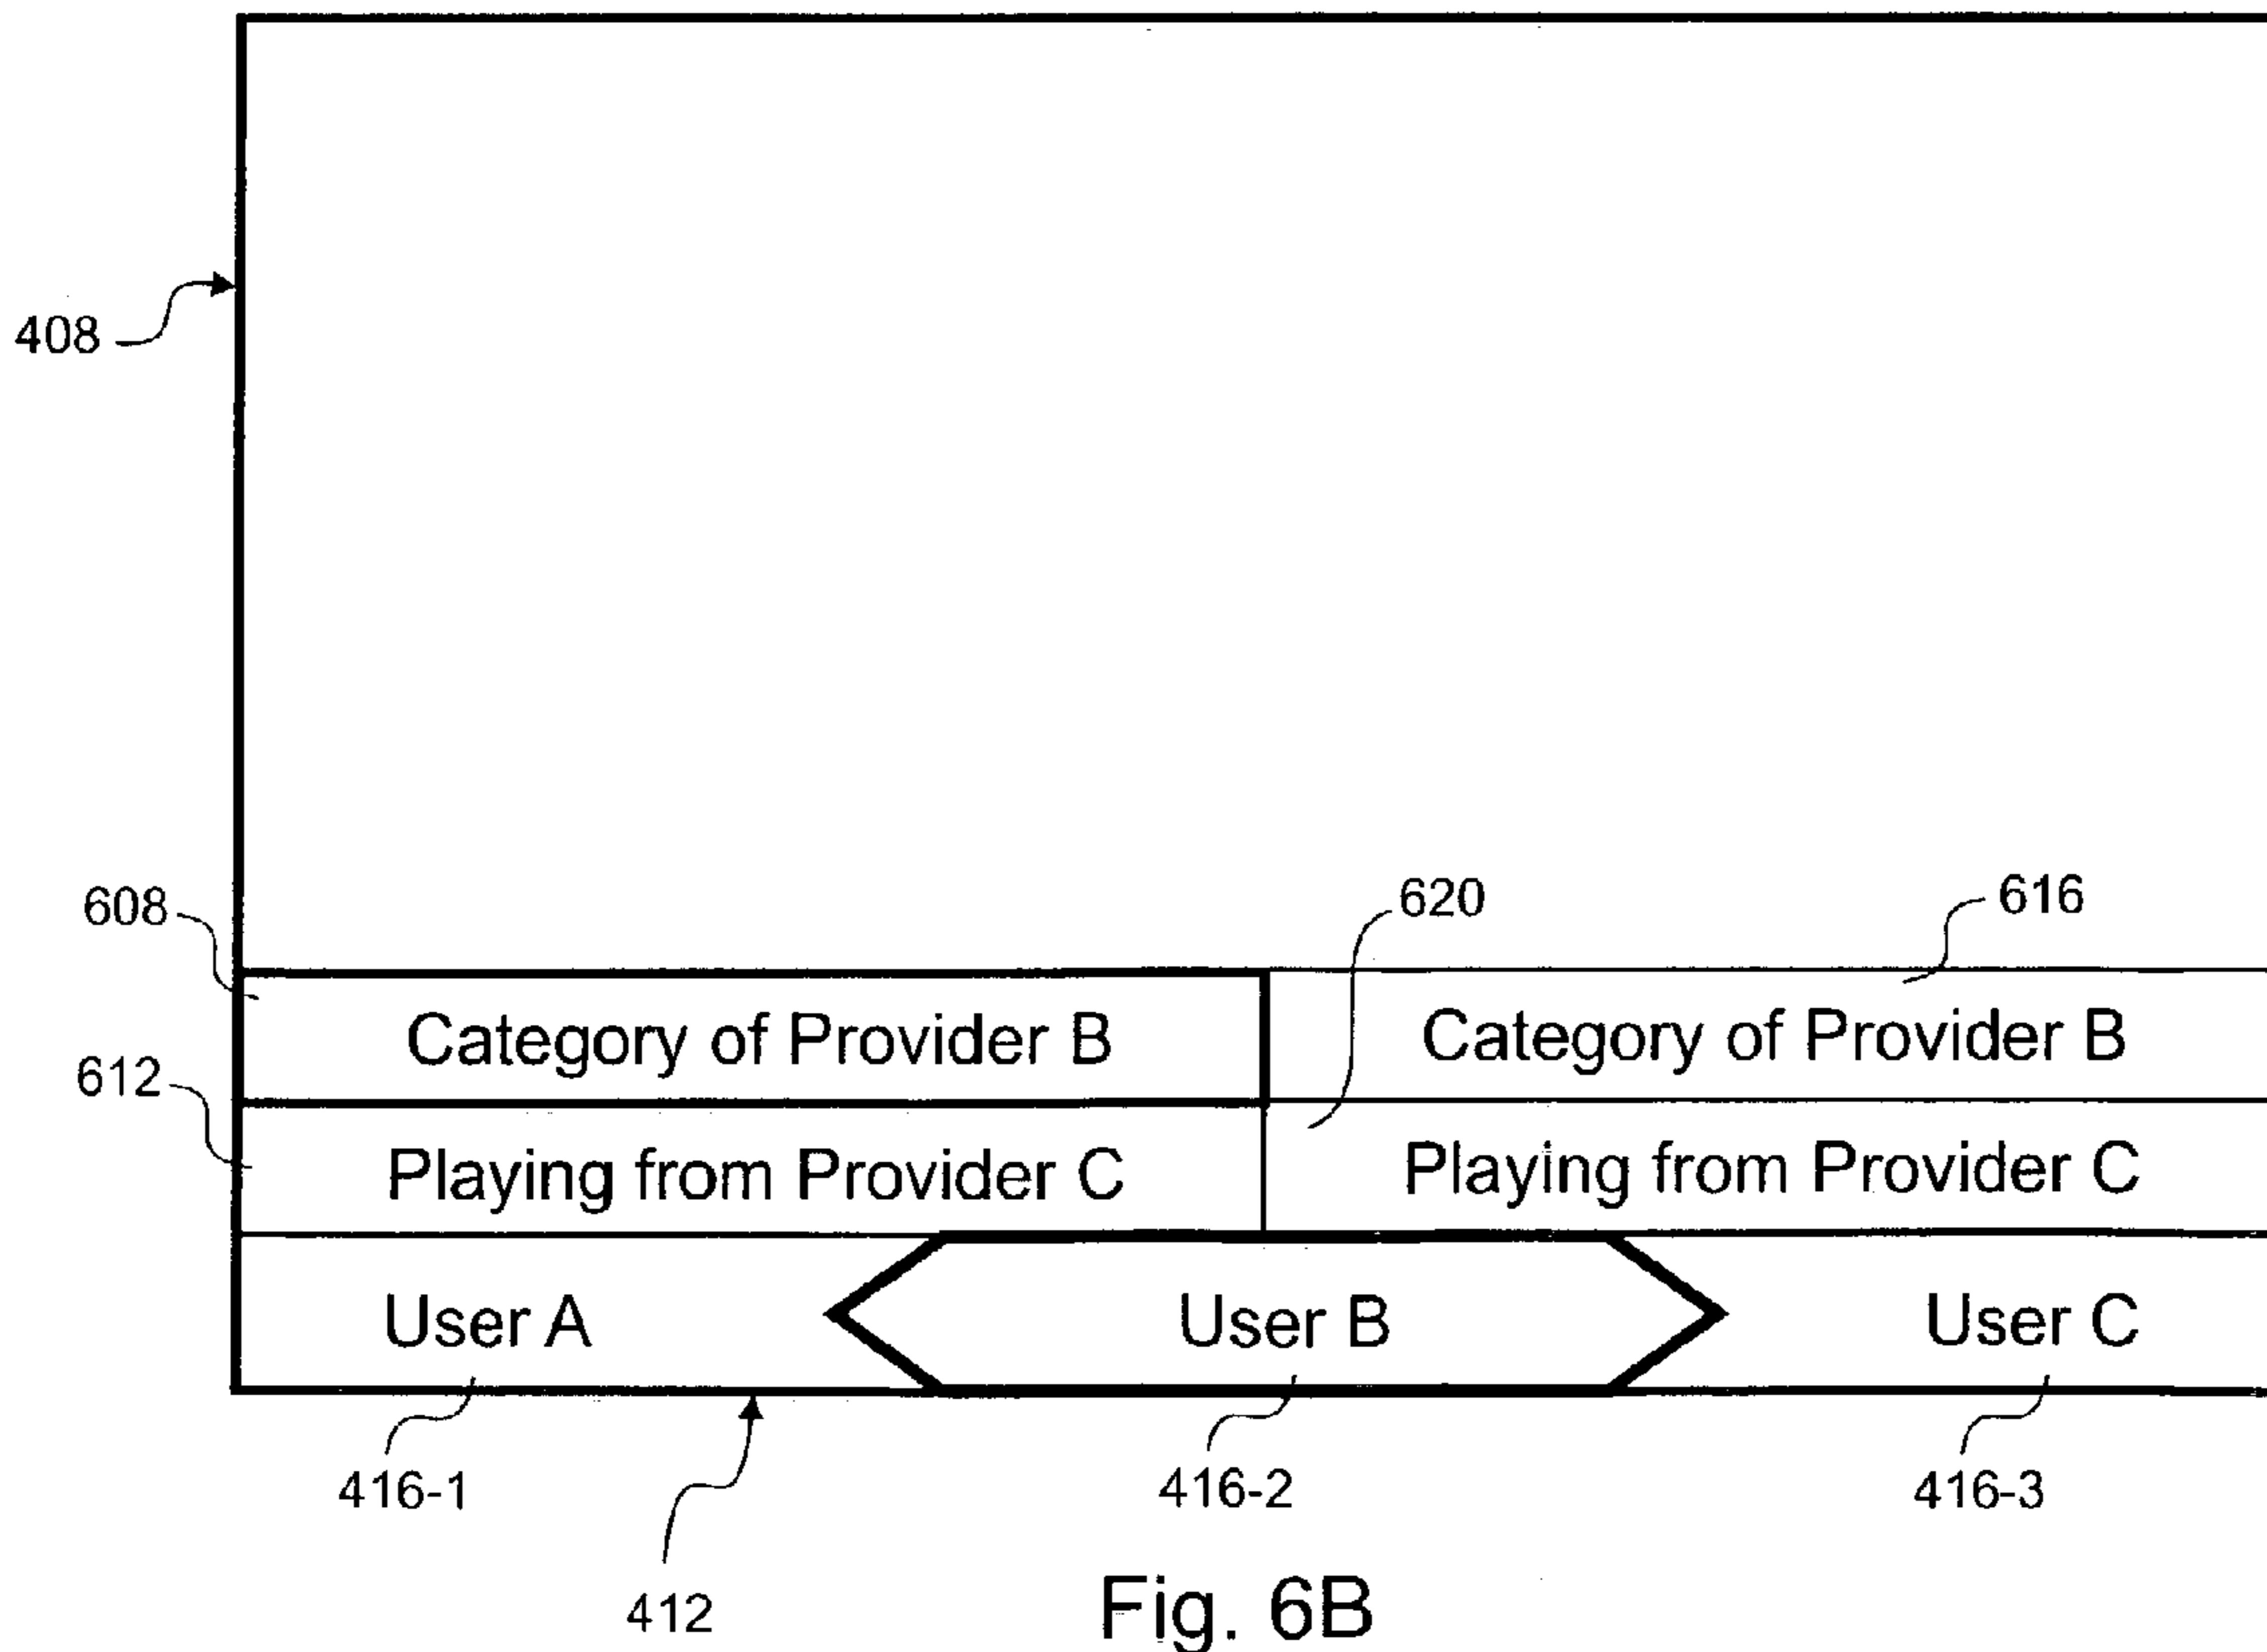 408
608
620
616
Category of Provider B
Category of Provider B
612
Playing from Provider C
Playing from Provider C
User A
User B
User C
416-1
416-2
416-3
412
Fig. 6B